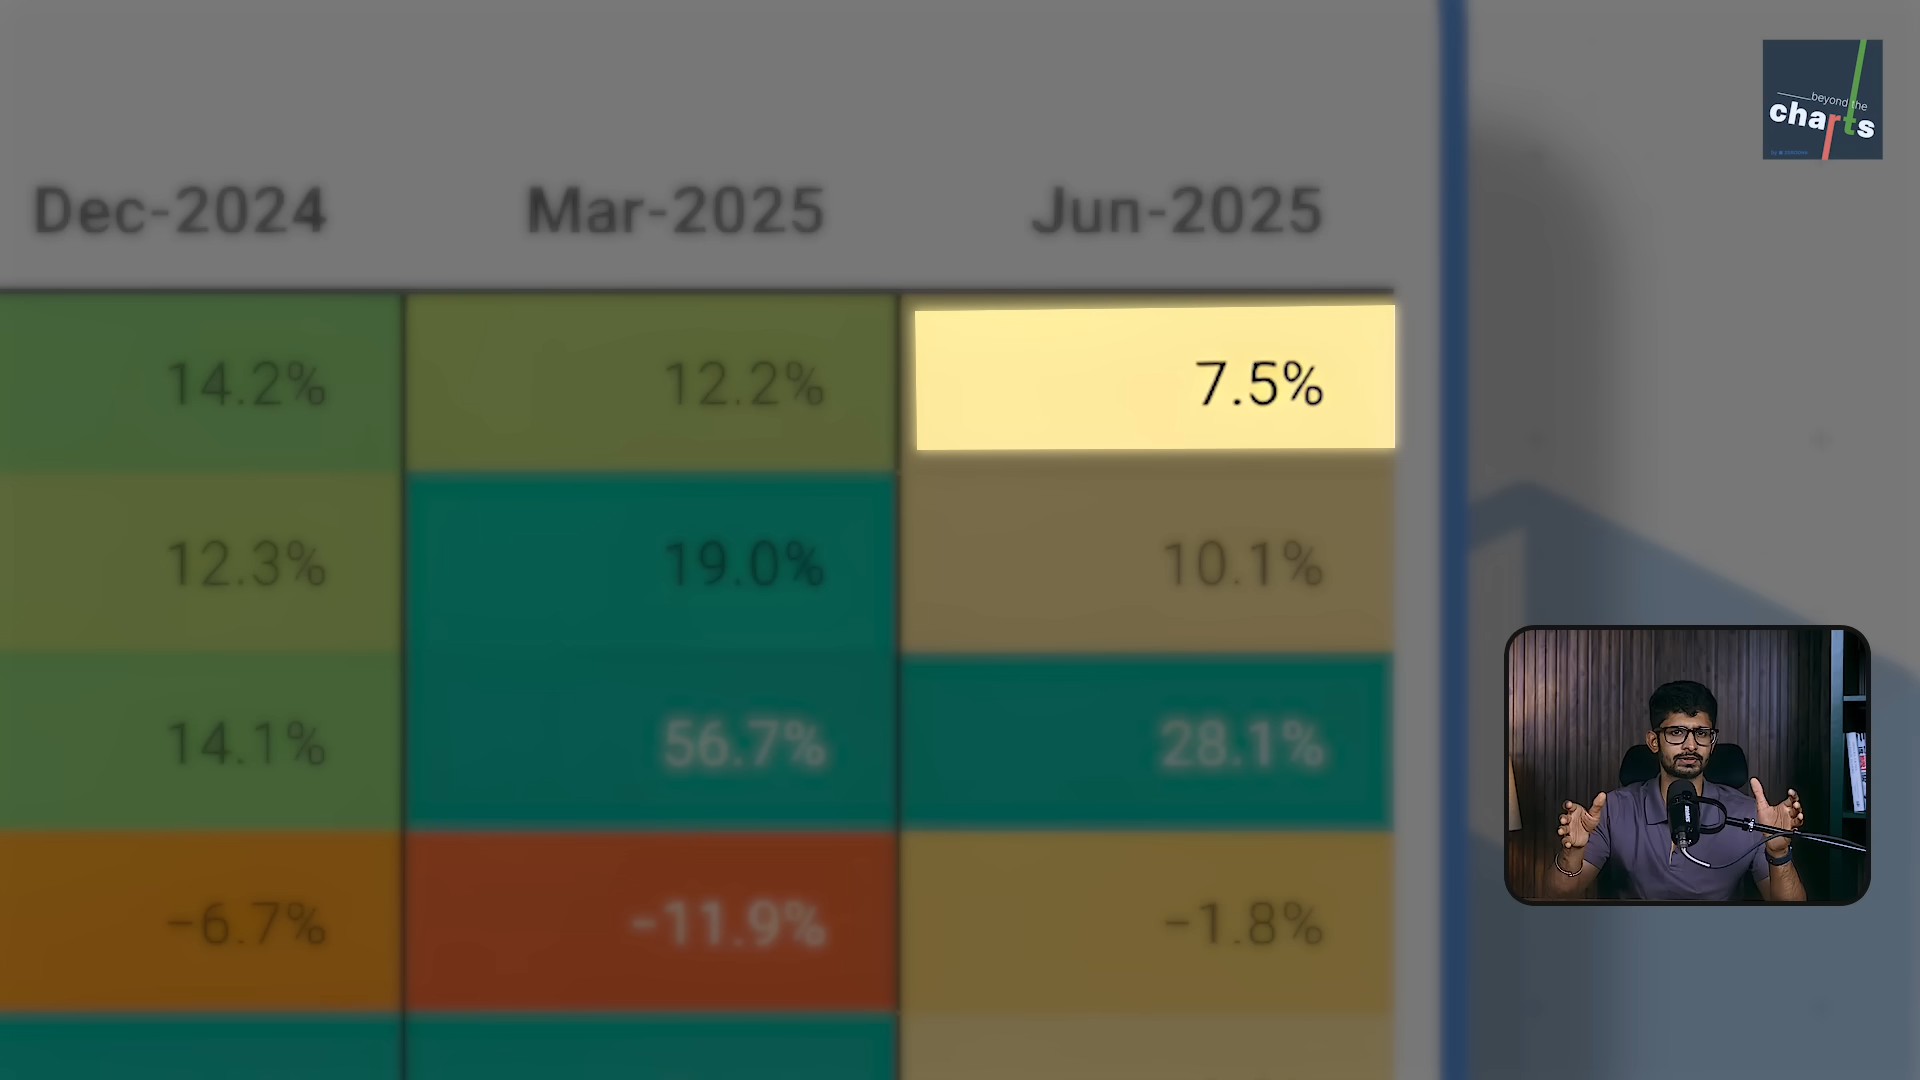 beyond the
charts
Dec-2024 Mar-2025 Jun-2025
14.2% 12.2% 7.5%
12.3% 19.0% 10.1%
14.1% 56.7% 28.1%
-6.7% -11.9% -1.8%